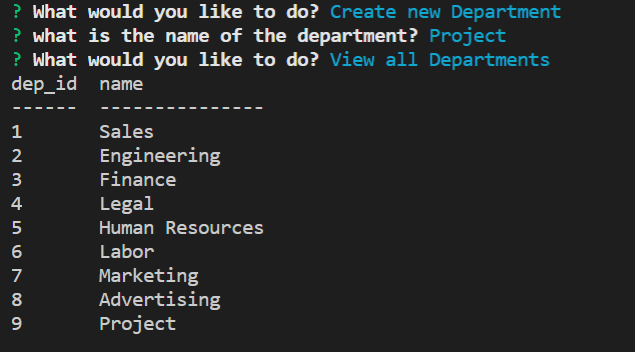 ? What would you like to do? Create new Department
? what is the name of the department? Project
? What would you like to do? View all Departments
dep_id  name
------  ---------------
1       Sales
2       Engineering
3       Finance
4       Legal
5       Human Resources
6       Labor
7       Marketing
8       Advertising
9       Project